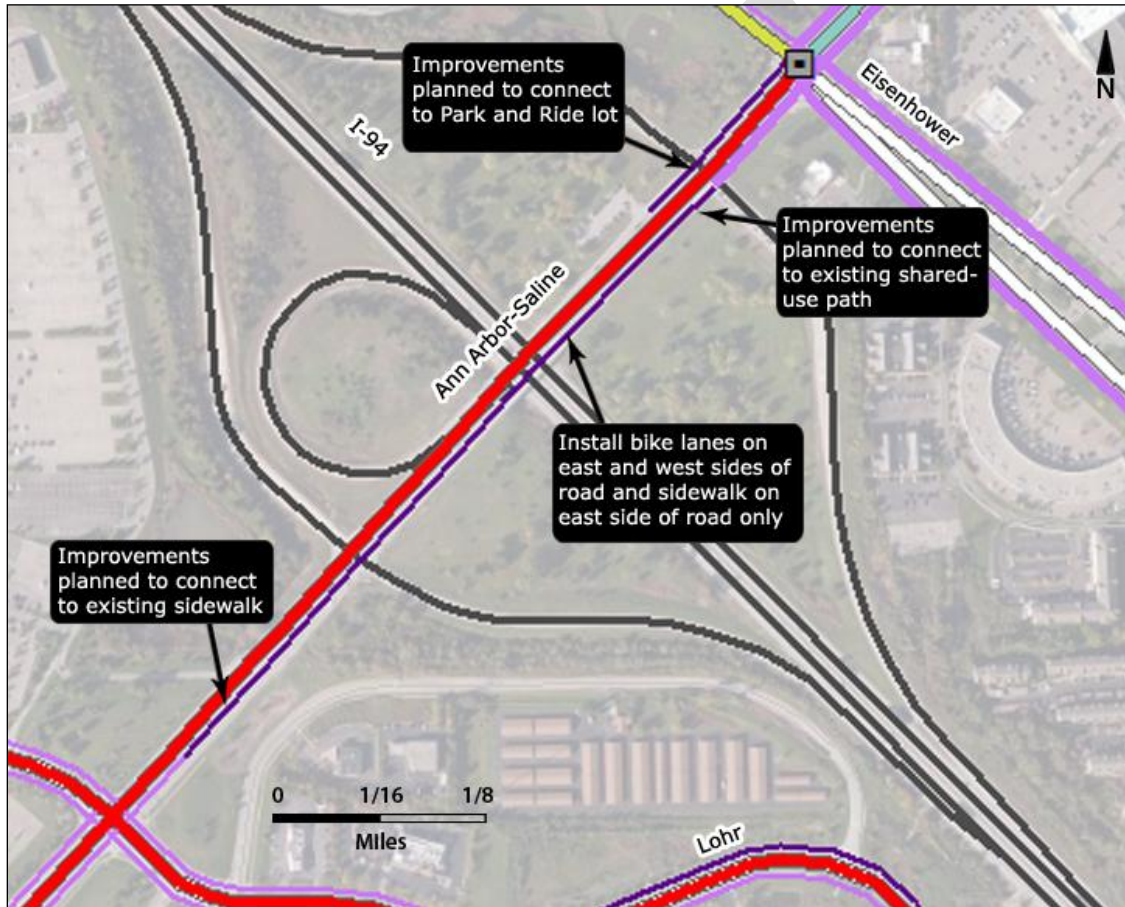 Improvements
planned to connect
to Park and Ride lot
Eisenhower
N
I-94
Improvements
planned to connect
to existing shared-
use path
Ann Arbor-Saline
Install bike lanes on
east and west sides of
road and sidewalk on
east side of road only
Improvements
planned to connect
to existing sidewalk
0 1/16 1/8
MIles
Lohr